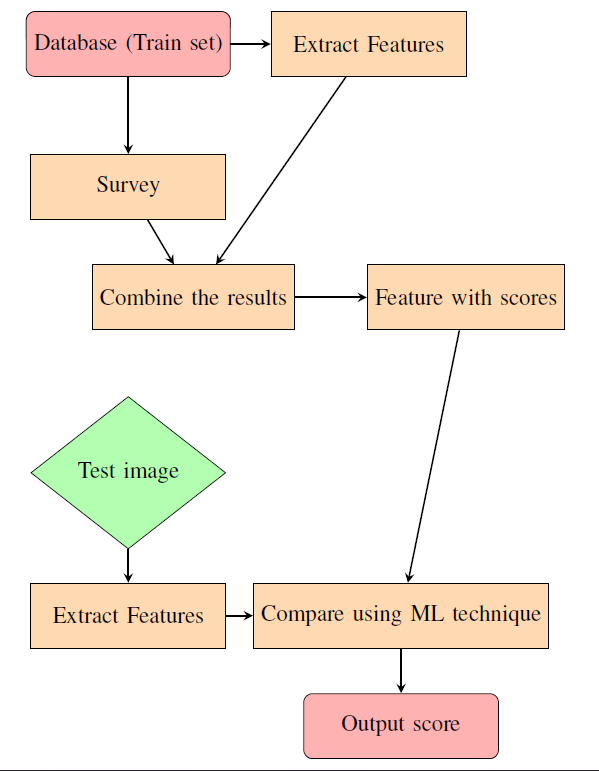 Database (Train set)
Extract Features
Survey
Combine the results
Feature with scores
Test image
Extract Features
Compare using ML technique
Output score